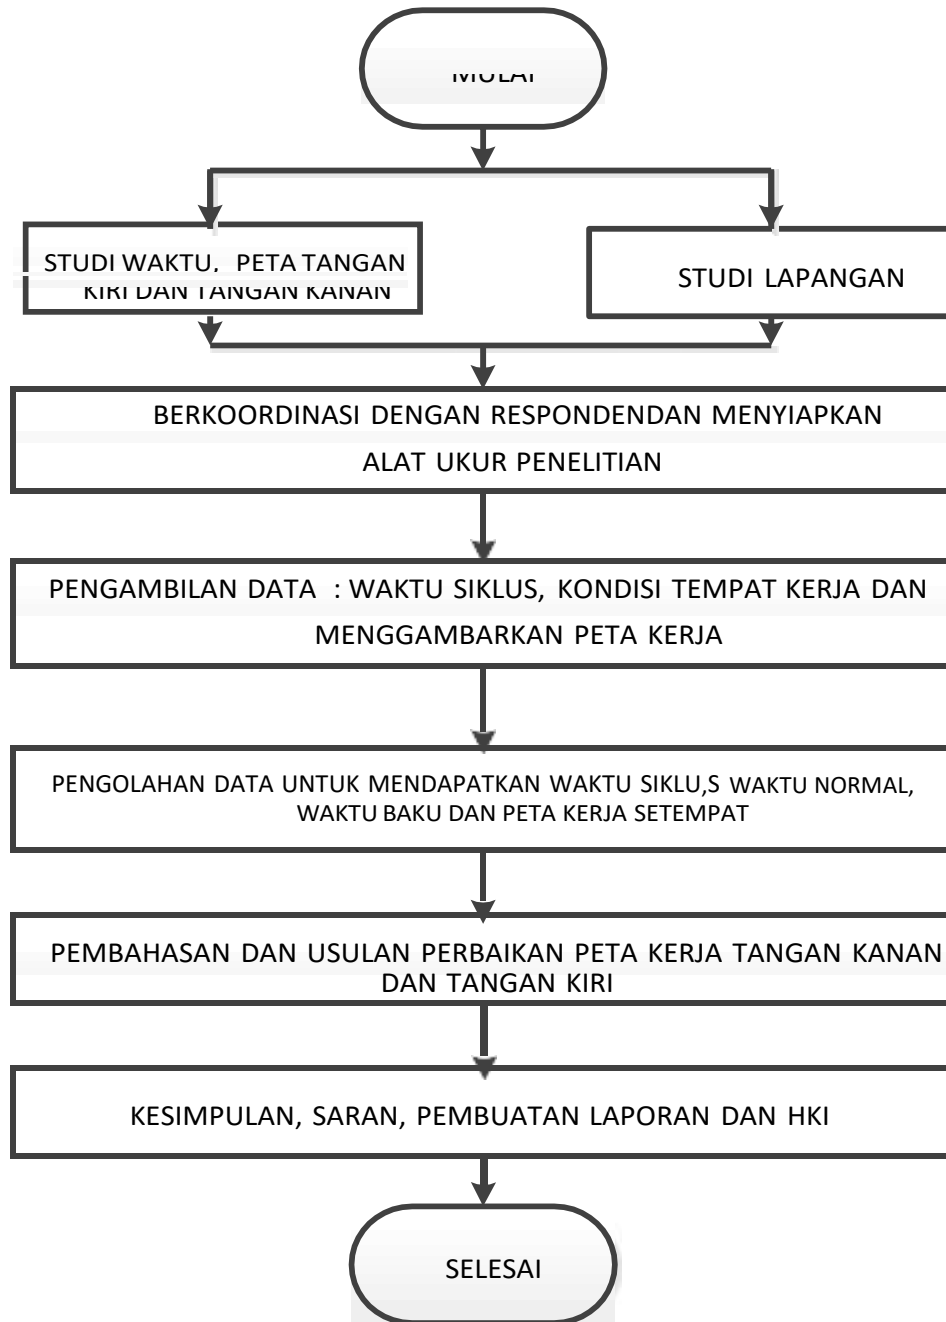 MULAI
STUDI WAKTU, PETA TANGAN
KIRI DAN TANGAN KANAN
STUDI LAPANGAN
BERKOORDINASI DENGAN RESPONDENDAN MENYIAPKAN
ALAT UKUR PENELITIAN
PENGAMBILAN DATA : WAKTU SIKLUS, KONDISI TEMPAT KERJA DAN
MENGGAMBARKAN PETA KERJA
PENGOLAHAN DATA UNTUK MENDAPATKAN WAKTU SIKLU,S WAKTU NORMAL,
WAKTU BAKU DAN PETA KERJA SETEMPAT
PEMBAHASAN DAN USULAN PERBAIKAN PETA KERJA TANGAN KANAN
DAN TANGAN KIRI
KESIMPULAN, SARAN, PEMBUATAN LAPORAN DAN HKI
SELESAI